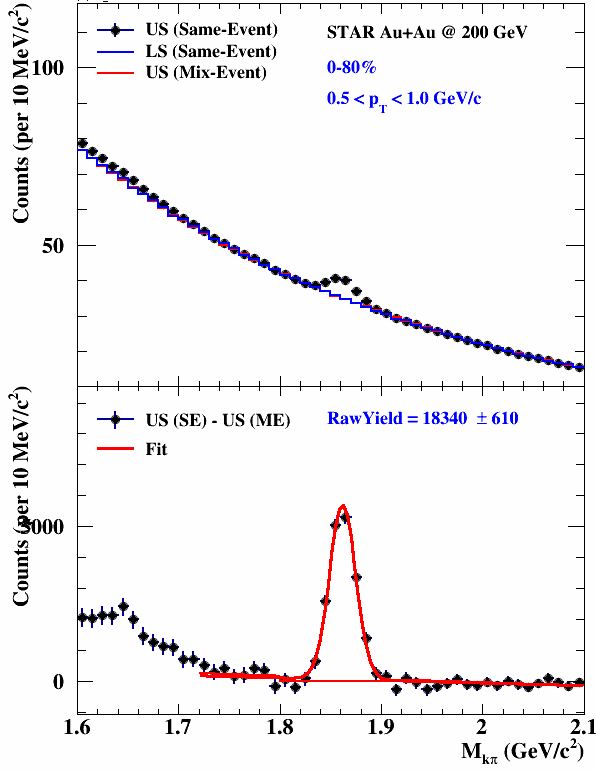 US (Same-Event)
LS (Same-Event)
US (Mix-Event)
STAR Au+Au @ 200 GeV
0-80%
0.5 < p_T < 1.0 GeV/c
Counts (per 10 MeV/c²)
100
50
US (SE) - US (ME)
Fit
RawYield = 18340 ± 610
Counts (per 10 MeV/c²)
0
1.6 1.7 1.8 1.9 2 2.1
M_kπ (GeV/c²)